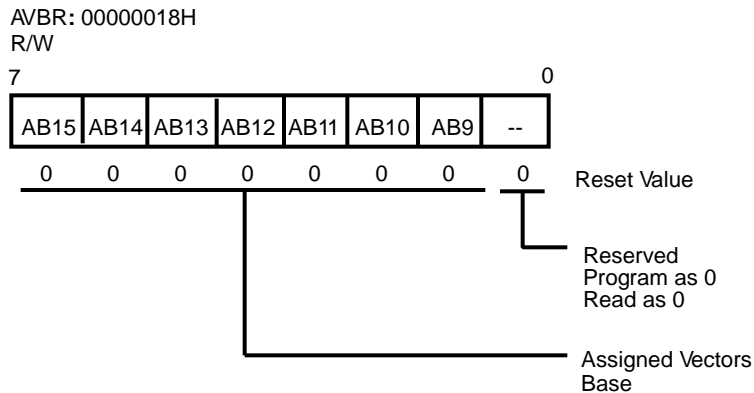 AVBR: 00000018H
R/W
7 0
AB15 AB14 AB13 AB12 AB11 AB10 AB9 --
0 0 0 0 0 0 0 0 Reset Value
Reserved
Program as 0
Read as 0
Assigned Vectors
Base